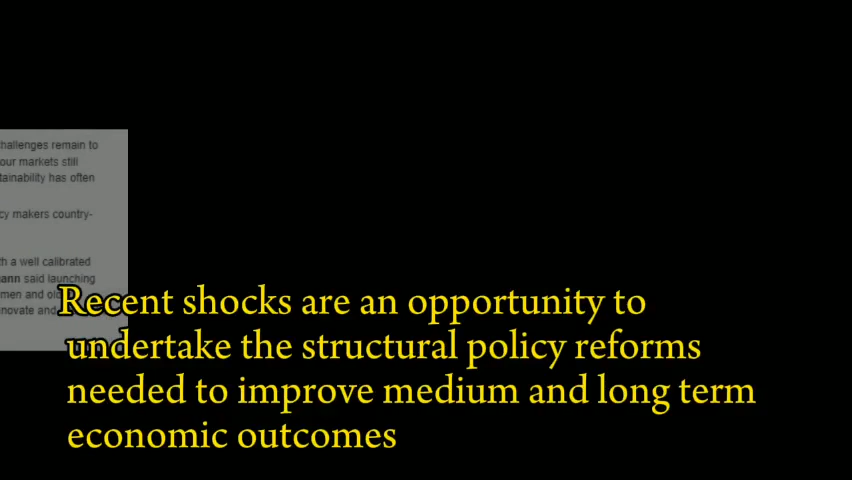 hallenges remain to
our markets still
tainability has often
cy makers country-
h a well calibrated
ann said launching
men and ol
novate and
Recent shocks are an opportunity to
undertake the structural policy reforms
needed to improve medium and long term
economic outcomes